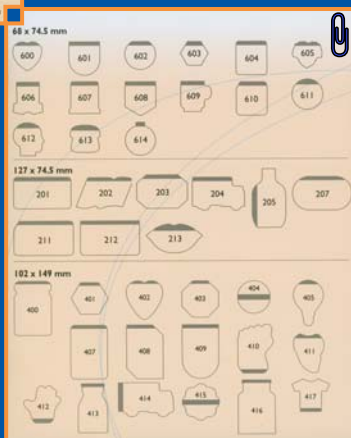 68 x 74.5 mm
600 601 602 603 604 605
606 607 608 609 610 611
612 613 614
127 x 74.5 mm
201 202 203 204 205 207
211 212 213
102 x 149 mm
400 401 402 403 404 405
407 408 409 410 411
412 413 414 415 416 417